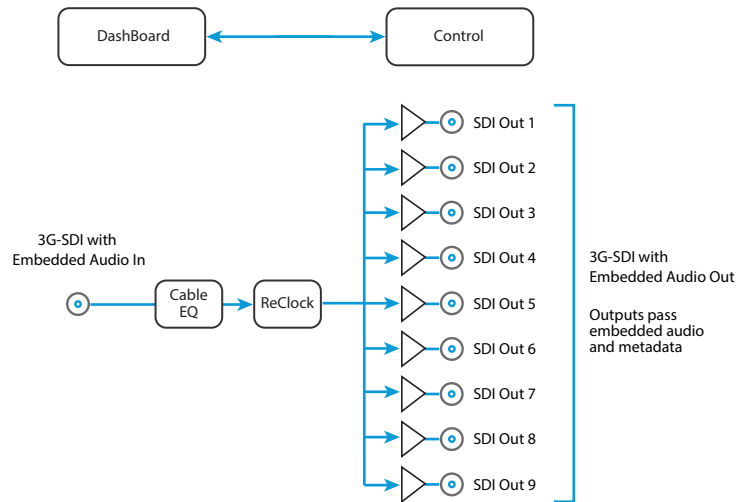 DashBoard
Control
SDI Out 1
SDI Out 2
SDI Out 3
3G-SDI with
Embedded Audio In
SDI Out 4
3G-SDI with
Embedded Audio Out
Cable
EQ
ReClock
SDI Out 5
Outputs pass
embedded audio
and metadata
SDI Out 6
SDI Out 7
SDI Out 8
SDI Out 9